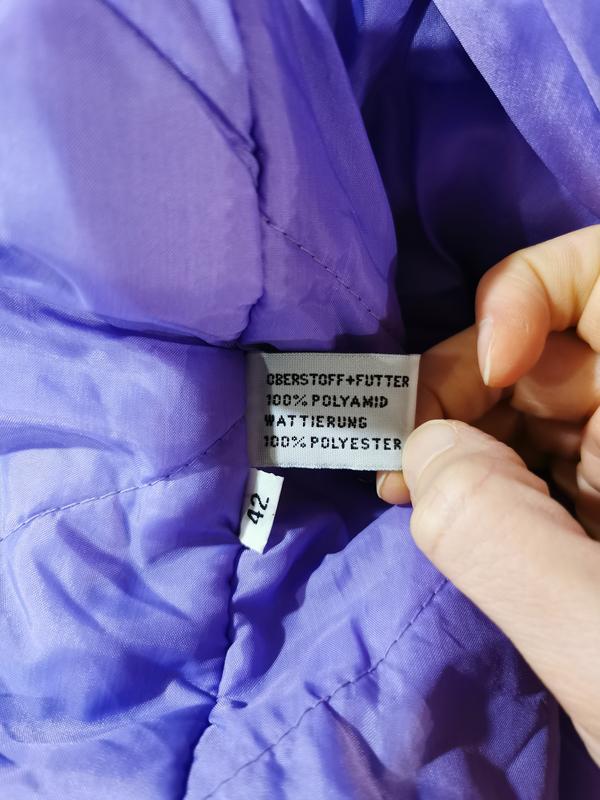 OBERSTOFF+FUTTER
100% POLYAMID
WATTIERUNG
100% POLYESTER
42